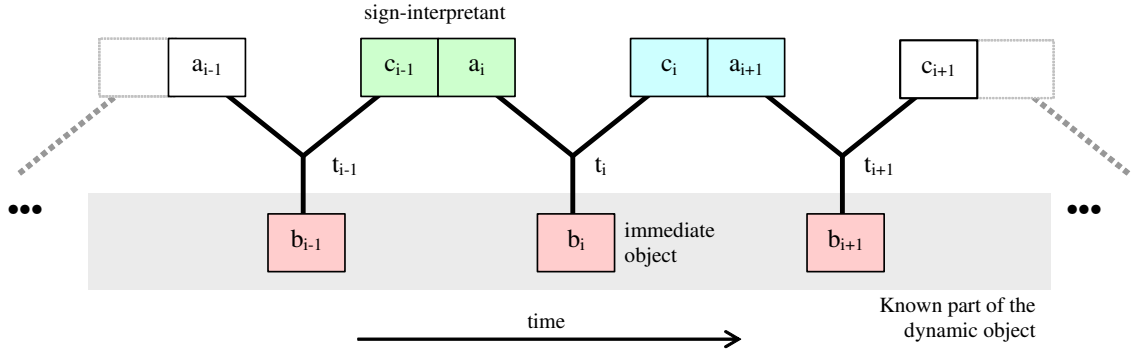 sign-interpretant
a_{i-1} c_{i-1} a_i c_i a_{i+1} c_{i+1}
t_{i-1} t_i t_{i+1}
••• •••
b_{i-1} b_i immediate b_{i+1}
object
Known part of the
time
dynamic object